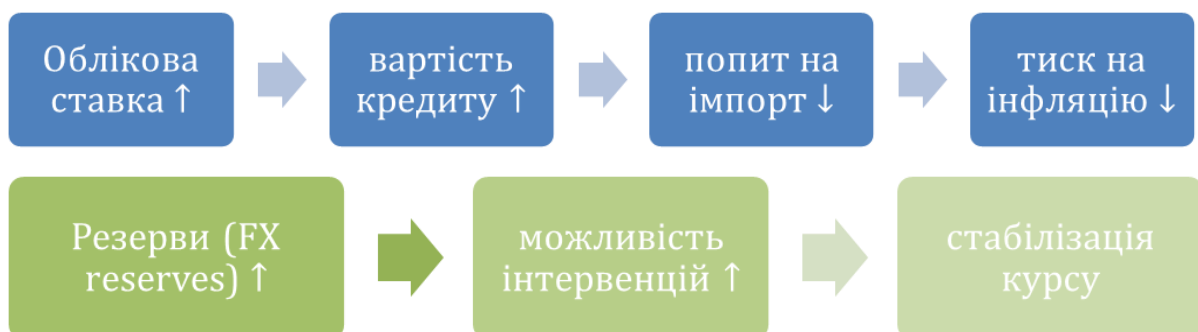 Облікова
ставка ↑
вартість
кредиту ↑
попит на
імпорт ↓
тиск на
інфляцію ↓
Резерви (FX
reserves) ↑
можливість
інтервенцій ↑
стабілізація
курсу